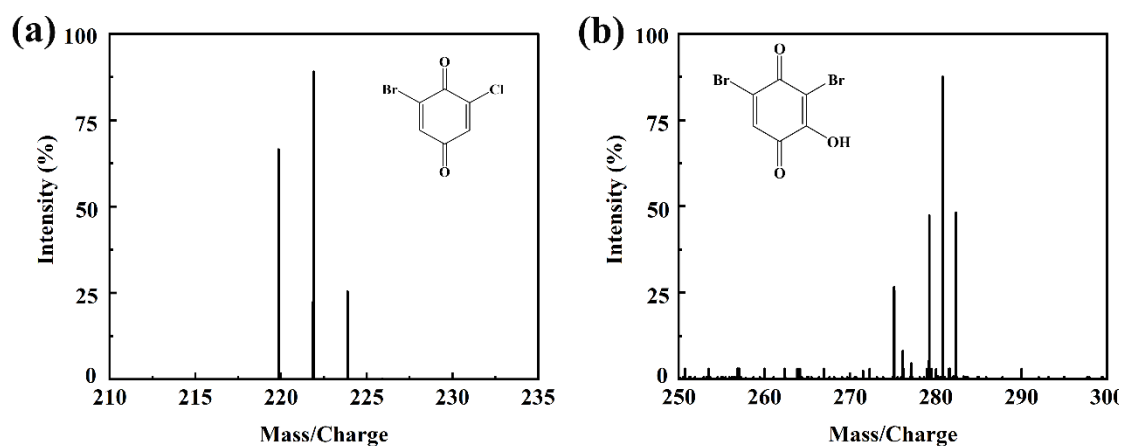 (a)
100
75
50
25
0
Intensity (%)
210 215 220 225 230 235
Mass/Charge
O
Br
Cl
O
(b)
100
75
50
25
0
Intensity (%)
250 260 270 280 290 300
Mass/Charge
O
Br
Br
OH
O